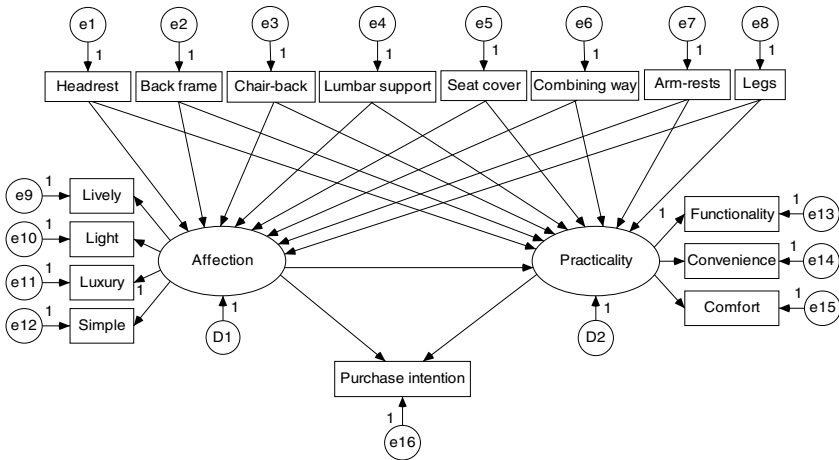 e1 e2 e3 e4 e5 e6 e7 e8
1 1 1 1 1 1 1 1
Headrest Back frame Chair-back Lumbar support Seat cover Combining way Arm-rests Legs
e9 1 Lively
e10 1 Light
e11 1 Luxury 1
e12 1 Simple
Affection
1
D1
Practicality
1
D2
1 Functionality 1 e13
Convenience 1 e14
Comfort 1 e15
Purchase intention
1
e16